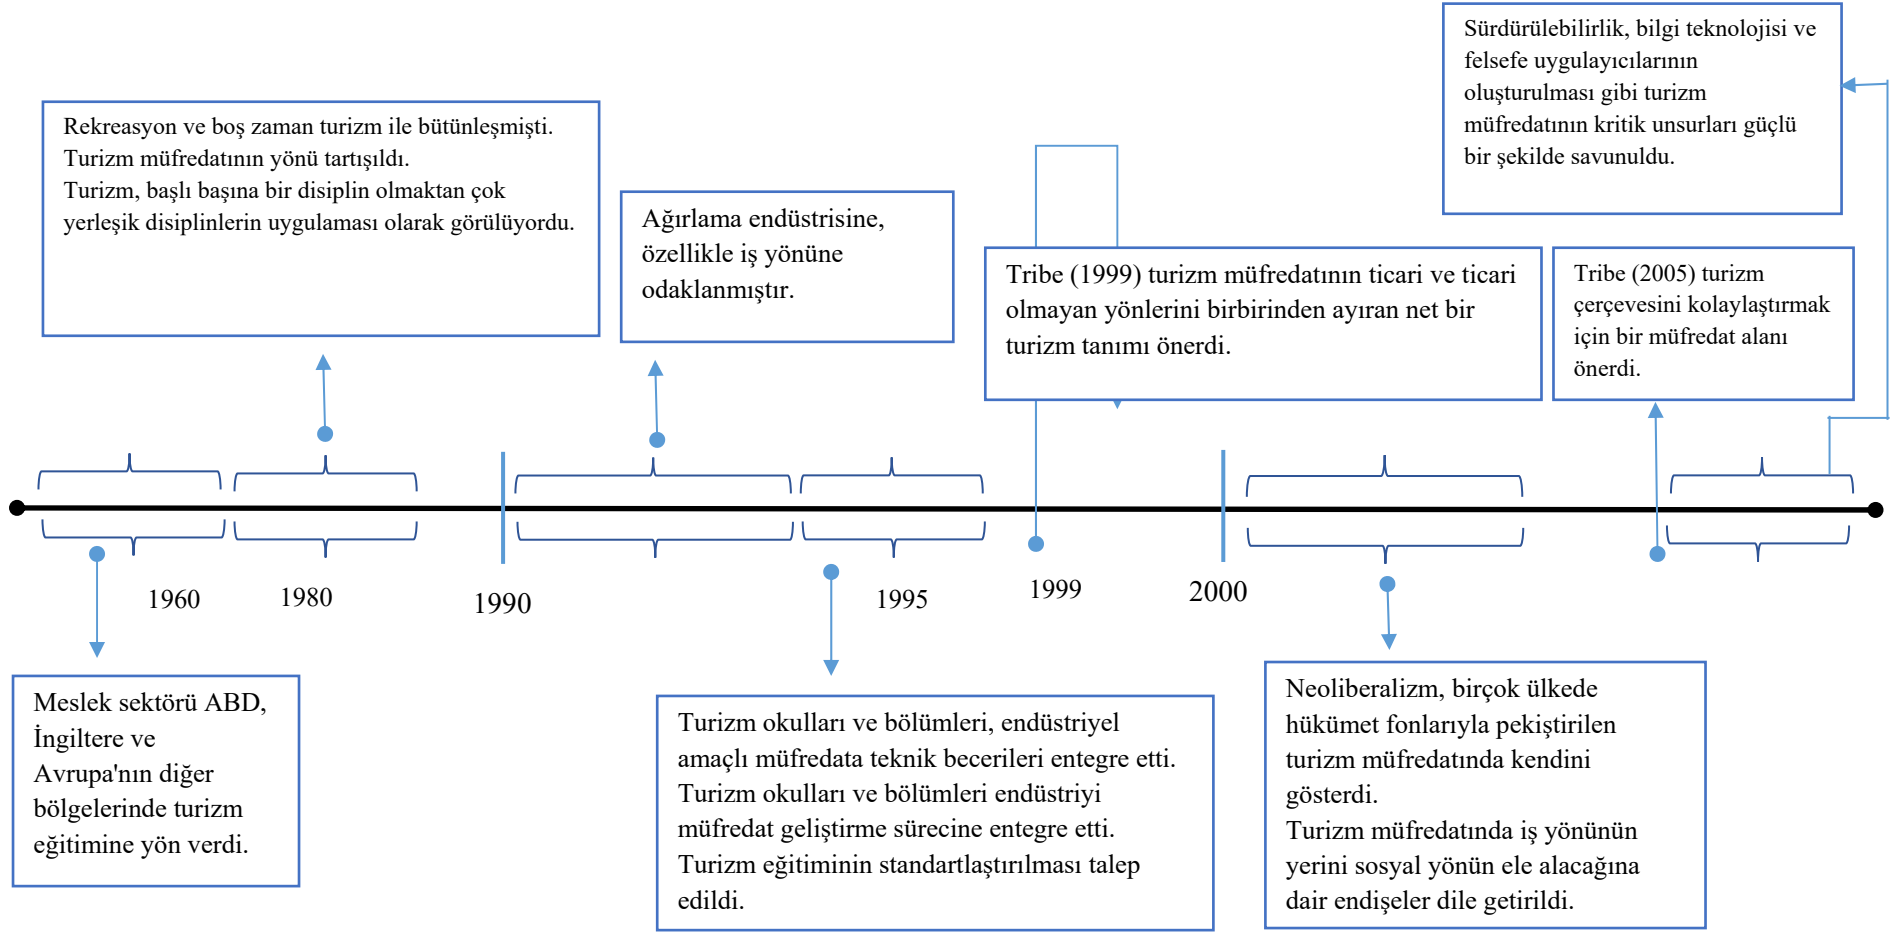 Sürdürülebilirlik, bilgi teknolojisi ve
felsefe uygulayıcılarının
oluşturulması gibi turizm
müfredatının kritik unsurları güçlü
bir şekilde savunuldu.
Rekreasyon ve boş zaman turizm ile bütünleşmişti.
Turizm müfredatının yönü tartışıldı.
Turizm, başlı başına bir disiplin olmaktan çok
yerleşik disiplinlerin uygulaması olarak görülüyordu.
Ağırlama endüstrisine,
özellikle iş yönüne
odaklanmıştır.
Tribe (1999) turizm müfredatının ticari ve ticari
olmayan yönlerini birbirinden ayıran net bir
turizm tanımı önerdi.
Tribe (2005) turizm
çerçevesini kolaylaştırmak
için bir müfredat alanı
önerdi.
1960
1980
1990
1995
1999
2000
Meslek sektörü ABD,
İngiltere ve
Avrupa'nın diğer
bölgelerinde turizm
eğitimine yön verdi.
Turizm okulları ve bölümleri, endüstriyel
amaçlı müfredata teknik becerileri entegre etti.
Turizm okulları ve bölümleri endüstriyi
müfredat geliştirme sürecine entegre etti.
Turizm eğitiminin standartlaştırılması talep
edildi.
Neoliberalizm, birçok ülkede
hükümet fonlarıyla pekiştirilen
turizm müfredatında kendini
gösterdi.
Turizm müfredatında iş yönünün
yerini sosyal yönün ele alacağına
dair endişeler dile getirildi.